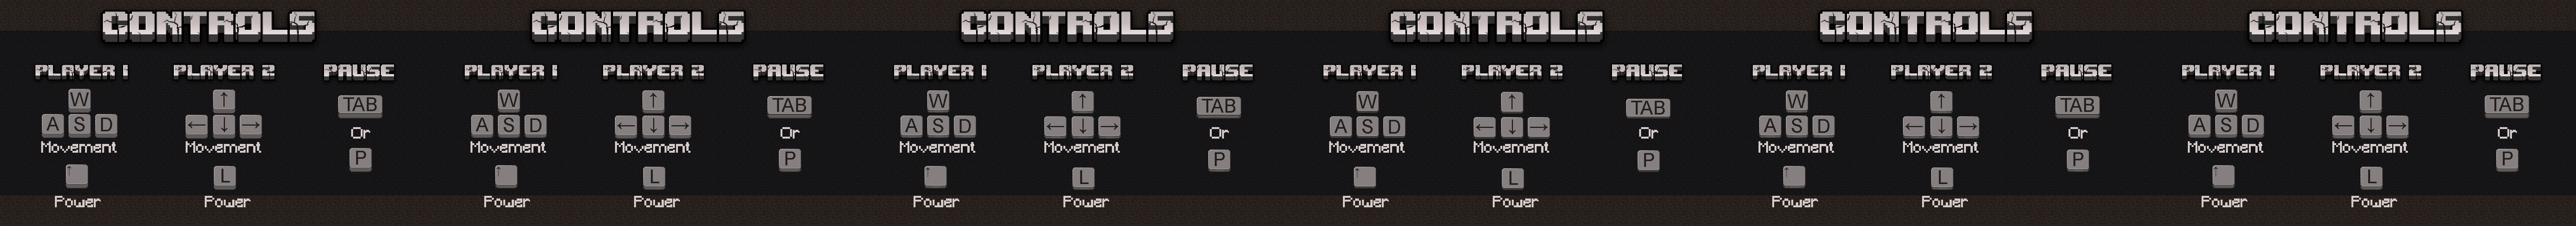 CONTROLS CONTROLS CONTROLS CONTROLS CONTROLS CONTROLS
PLAYER 1 PLAYER 2 PAUSE PLAYER 1 PLAYER 2 PAUSE PLAYER 1 PLAYER 2 PAUSE PLAYER 1 PLAYER 2 PAUSE PLAYER 1 PLAYER 2 PAUSE PLAYER 1 PLAYER 2 PAUSE
W ↑ TAB W ↑ TAB W ↑ TAB W ↑ TAB W ↑ TAB W ↑ TAB
A S D ← ↓ → A S D ← ↓ → A S D ← ↓ → A S D ← ↓ → A S D ← ↓ → A S D ← ↓ →
Or Or Or Or Or Or
Movement Movement Movement Movement Movement Movement Movement Movement Movement Movement Movement Movement
P P P P P P
↑ L ↑ L ↑ L ↑ L ↑ L ↑ L
Power Power Power Power Power Power Power Power Power Power Power Power